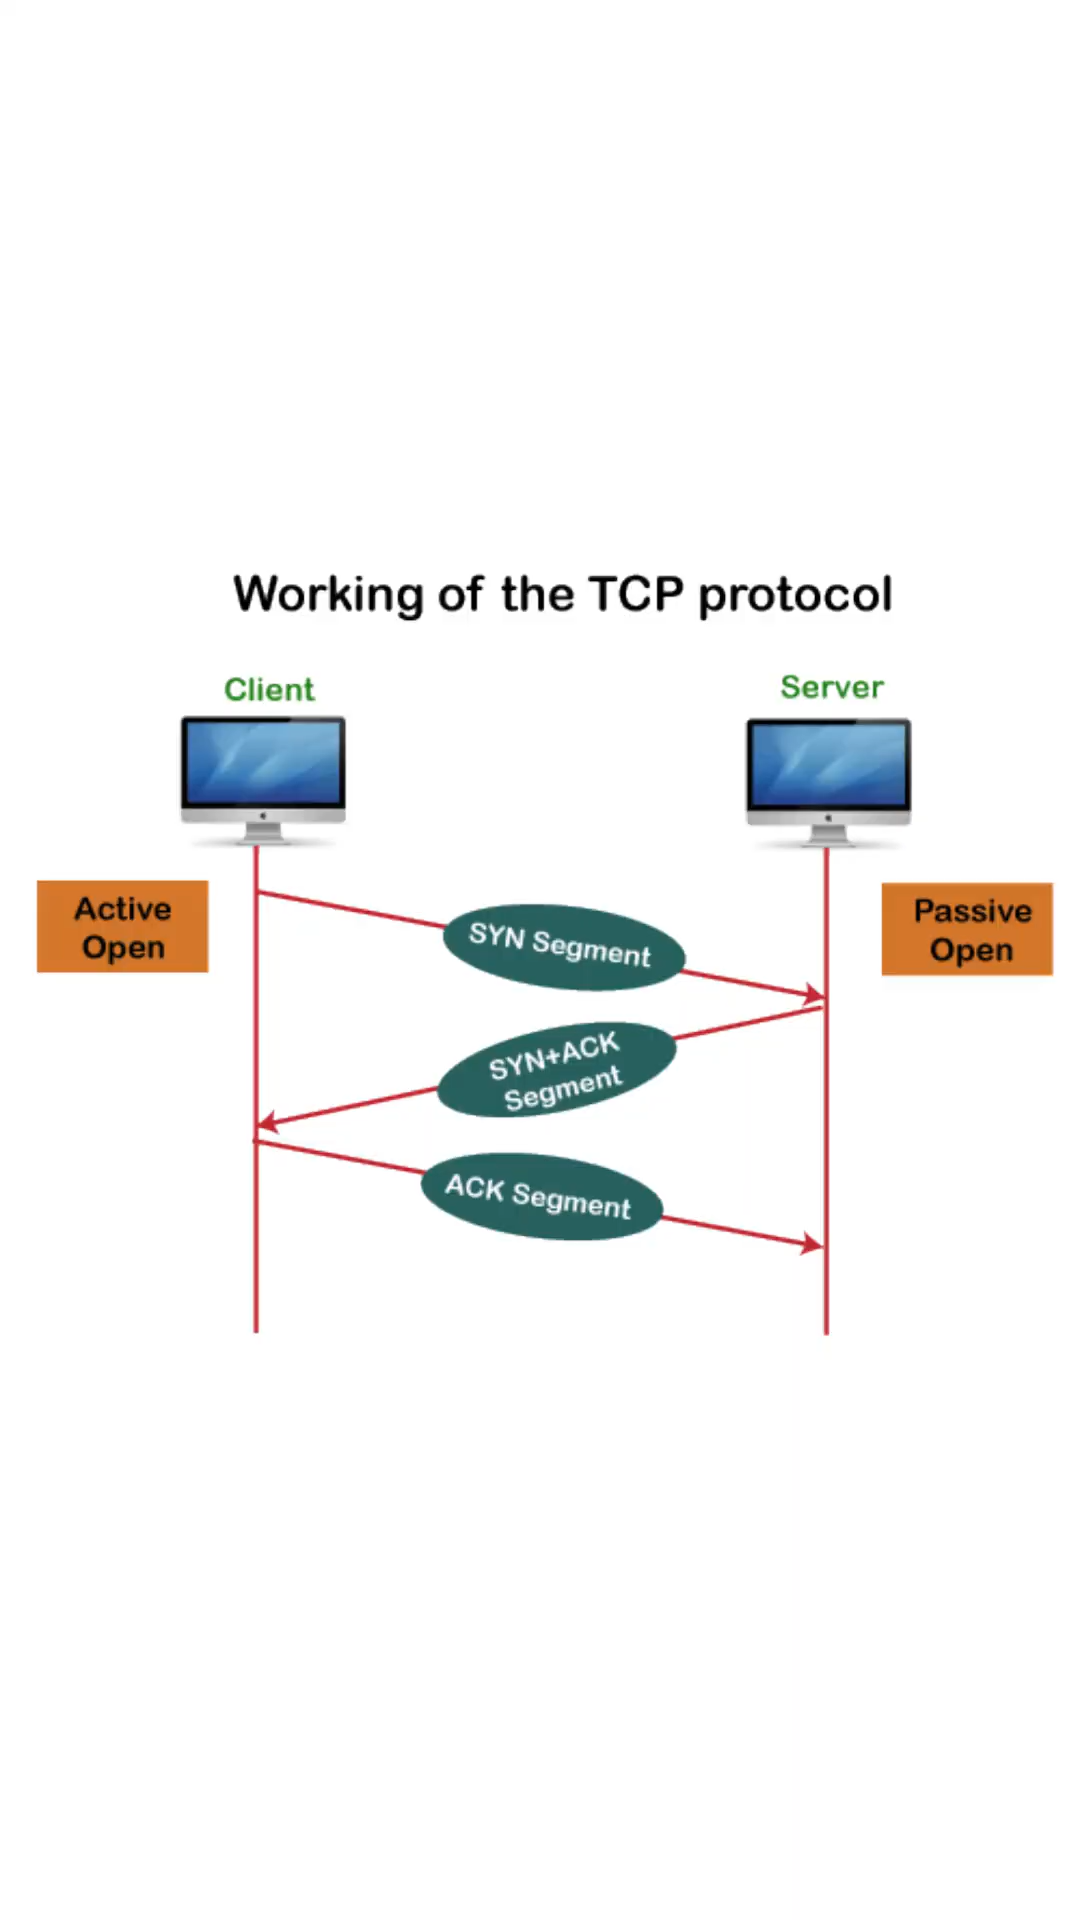 Working of the TCP protocol
Client
Server
Active
Open
Passive
Open
SYN Segment
SYN+ACK
Segment
ACK Segment